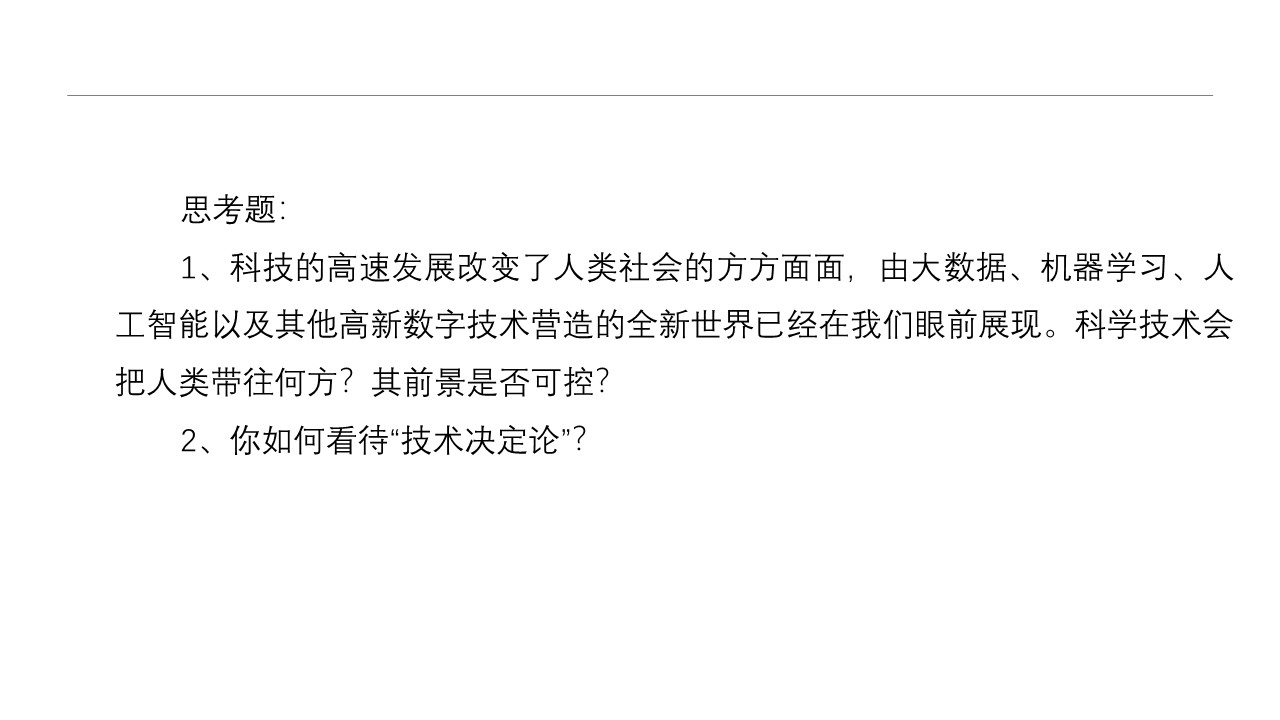 思考题：
1、科技的高速发展改变了人类社会的方方面面，由大数据、机器学习、人
工智能以及其他高新数字技术营造的全新世界已经在我们眼前展现。科学技术会
把人类带往何方？其前景是否可控？
2、你如何看待“技术决定论”？